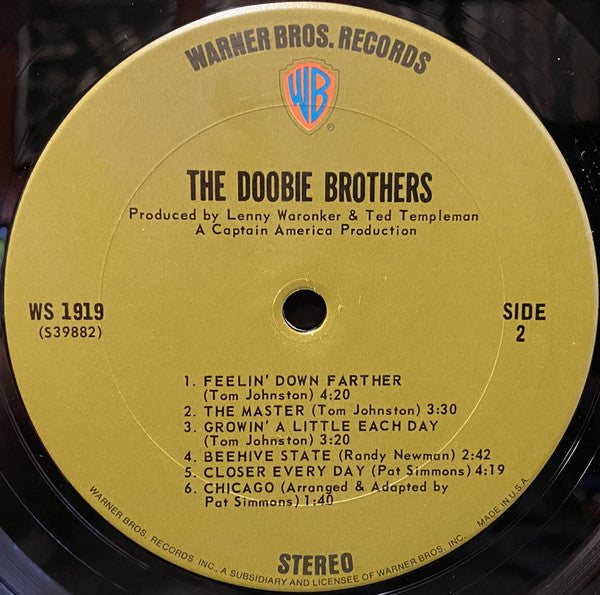 WARNER BROS. RECORDS
WB
®
THE DOOBIE BROTHERS
Produced by Lenny Waronker & Ted Templeman
A Captain America Production
WS 1919
(S39882)
SIDE
2
1. FEELIN' DOWN FARTHER
(Tom Johnston) 4:20
2. THE MASTER (Tom Johnston) 3:30
3. GROWIN' A LITTLE EACH DAY
(Tom Johnston) 3:20
4. BEEHIVE STATE (Randy Newman) 2:42
5. CLOSER EVERY DAY (Pat Simmons) 4:19
6. CHICAGO (Arranged & Adapted by
Pat Simmons) 1:40
STEREO
WARNER BROS. RECORDS INC., A SUBSIDIARY AND LICENSEE OF WARNER BROS. INC. MADE IN U.S.A.